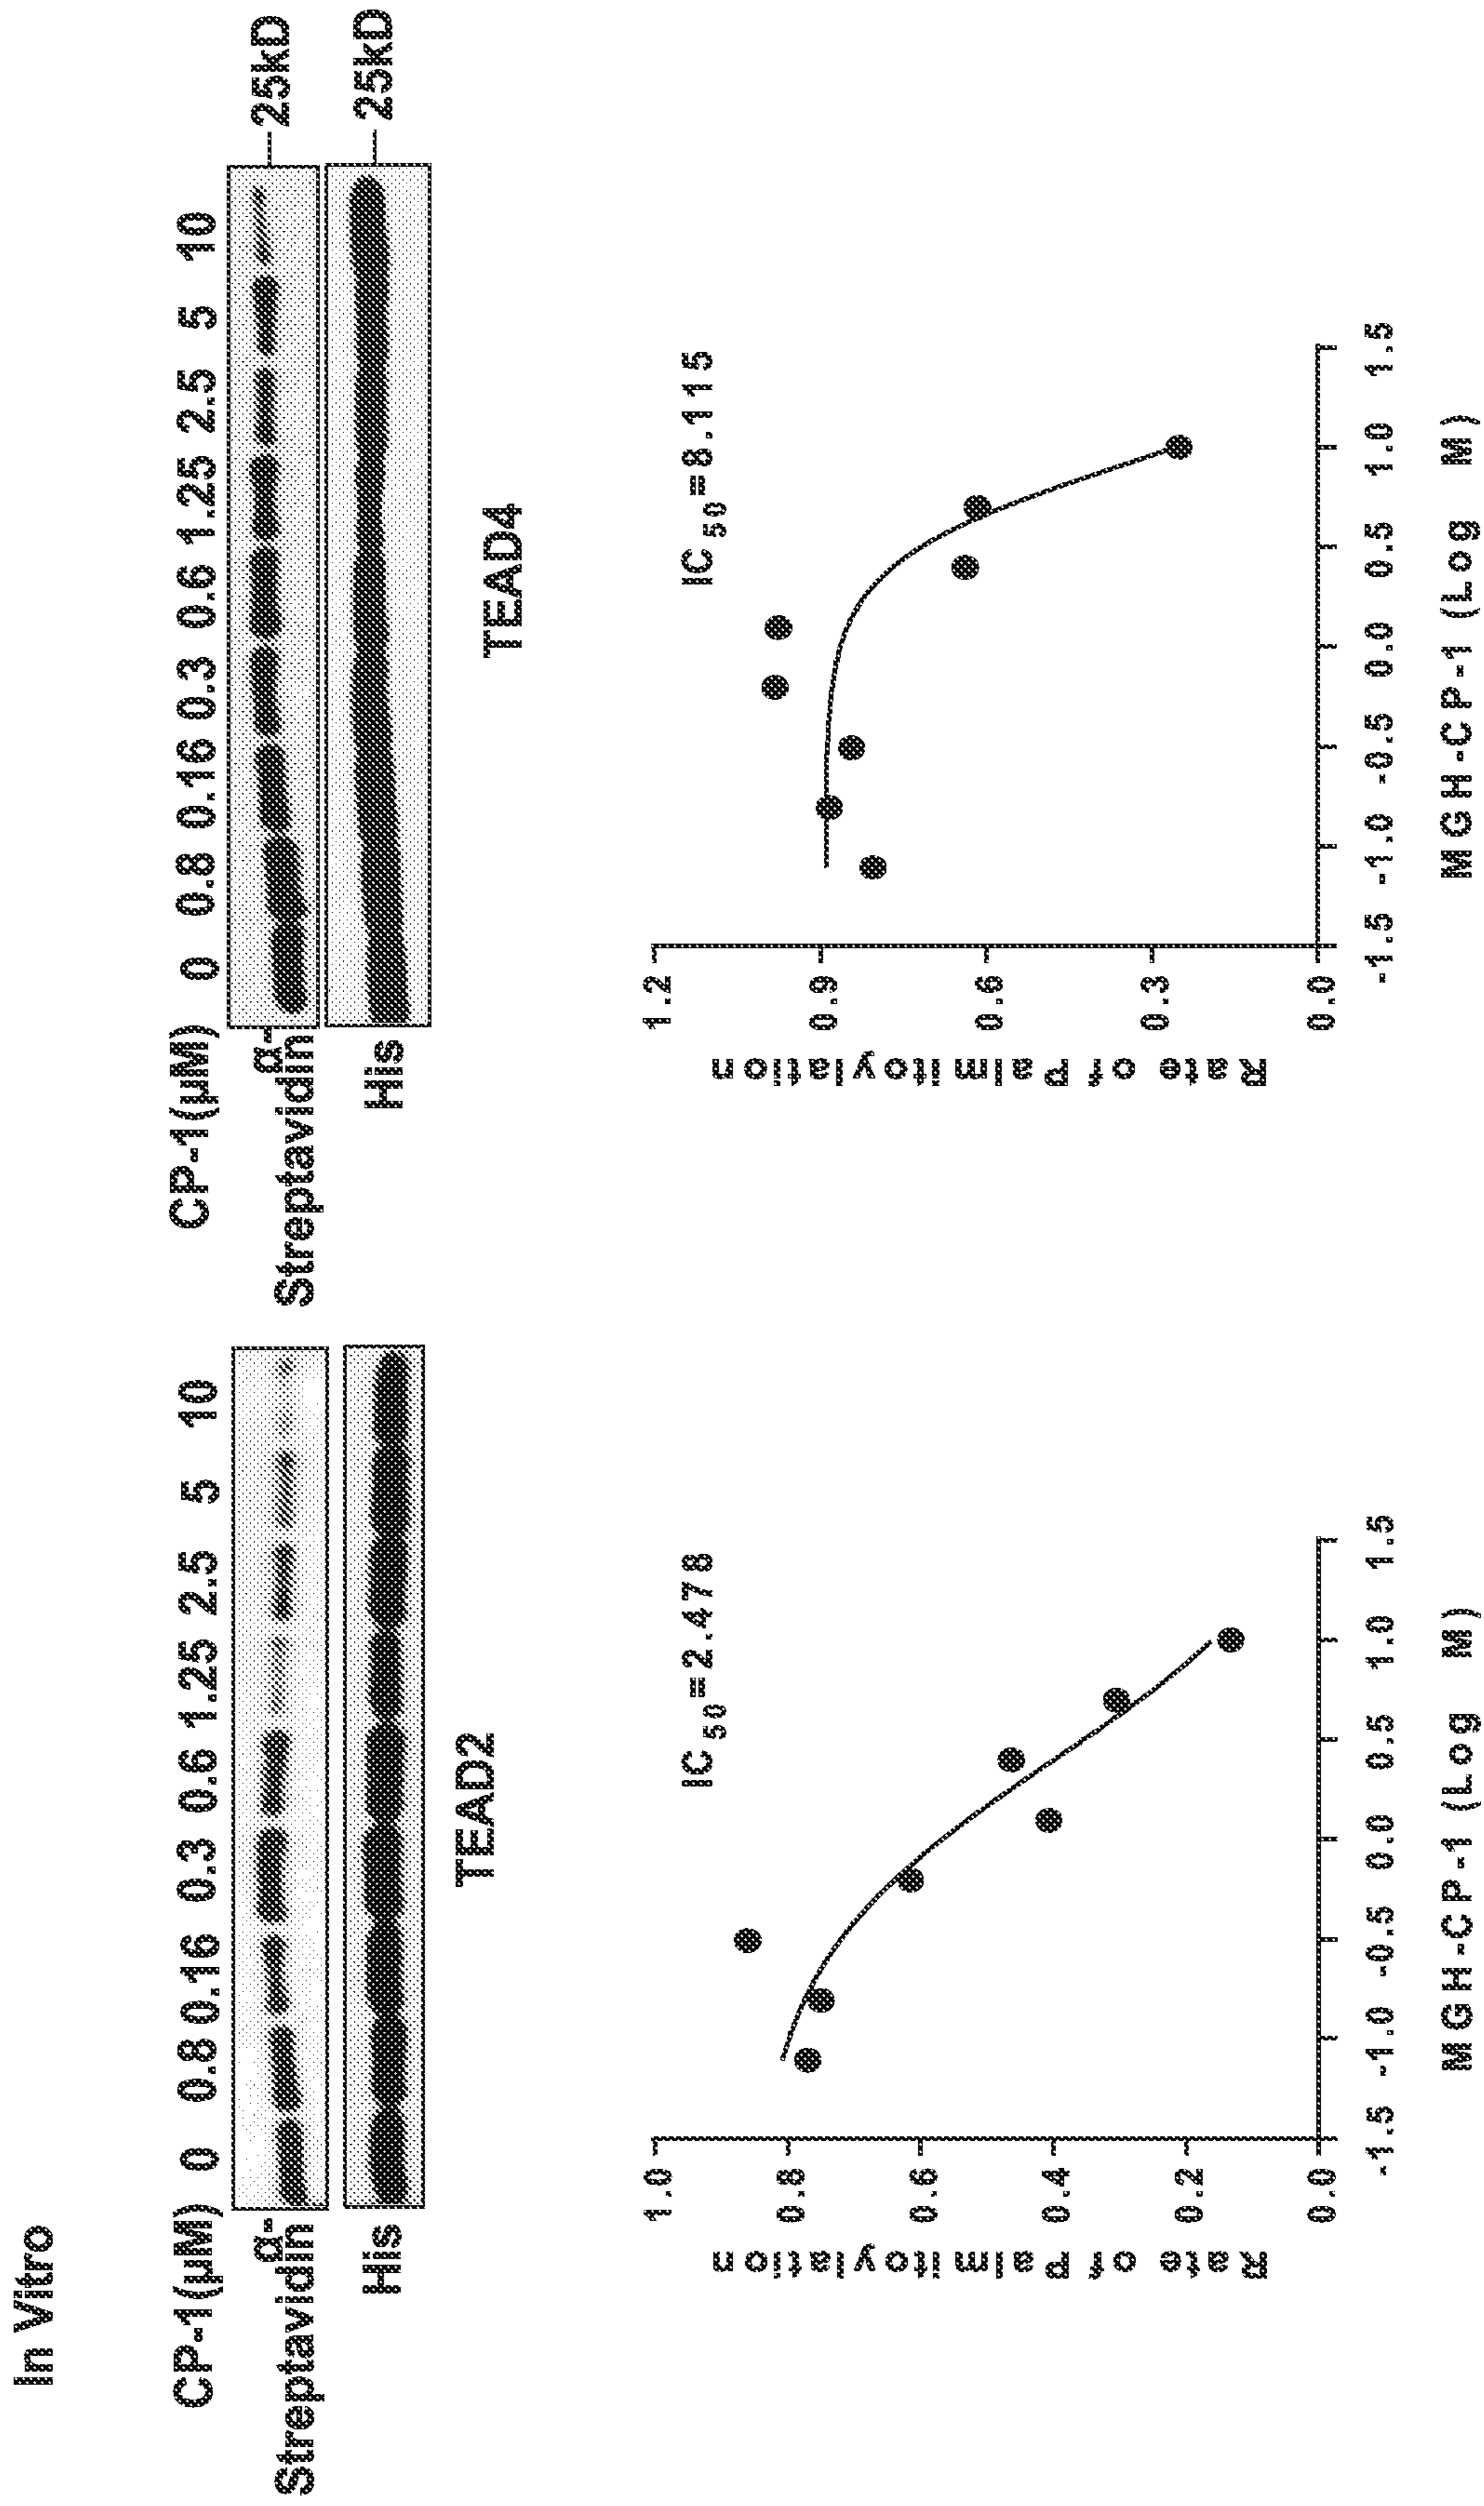 In Vitro
CP-1(µM) 0 0.8 0.16 0.3 0.6 1.25 2.5 5 10
α-
Streptavidin
His
TEAD2
CP-1(µM) 0 0.8 0.16 0.3 0.6 1.25 2.5 5 10
α-
Streptavidin
25kD
His
25kD
TEAD4
IC50=2.478
Rate of Palmitoylation
1.0
0.8
0.6
0.4
0.2
0.0
-1.5 -1.0 -0.5 0.0 0.5 1.0 1.5
MGH-CP-1 (Log M)
IC50=8.115
Rate of Palmitoylation
1.2
0.9
0.6
0.3
0.0
-1.5 -1.0 -0.5 0.0 0.5 1.0 1.5
MGH-CP-1 (Log M)